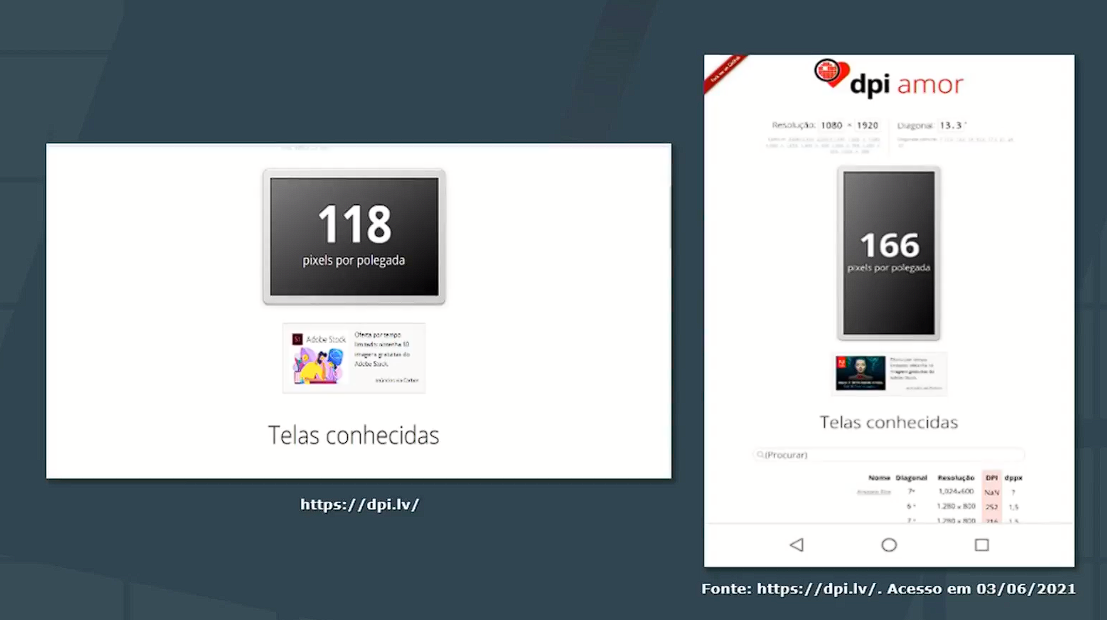 118
pixels por polegada
Adobe Stock
Oferta por tempo
limitado: obtenha 10
imagens gratuitas do
Adobe Stock.
anúncios via Carbon
Telas conhecidas
https://dpi.lv/
dpi amor
Resolução: 1080 × 1920
Diagonal: 13.3"
166
pixels por polegada
Telas conhecidas
(Procurar)
Nome Diagonal Resolução DPI dppx
7" 1,024x600 NaN ?
6" 1.280 x 800 252 1,5
7" 1.280 x 800 216 1,5
Fonte: https://dpi.lv/. Acesso em 03/06/2021